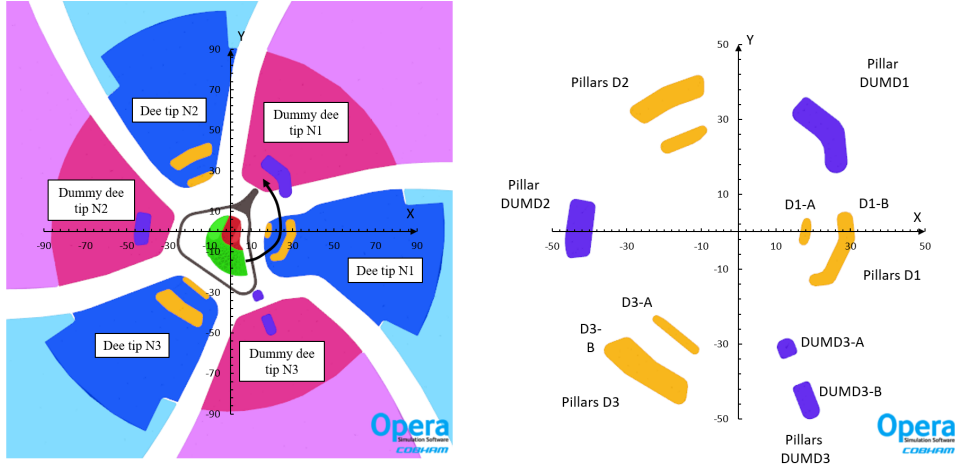 Y
90
70
50
30
10
-10
-30
-50
-70
-90
-90
-70
-50
-30
-10
10
30
50
70
90
X
Dee tip N2
Dummy dee
tip N1
Dummy dee
tip N2
Dee tip N1
Dee tip N3
Dummy dee
tip N3
Opera
Simulation Software
COBHAM
Y
50
30
10
-10
-30
-50
-50
-30
-10
10
30
50
X
Pillars D2
Pillar
DUMD1
Pillar
DUMD2
D1-A
D1-B
Pillars D1
D3-A
D3-
B
Pillars D3
DUMD3-A
DUMD3-B
Pillars
DUMD3
Opera
Simulation Software
COBHAM